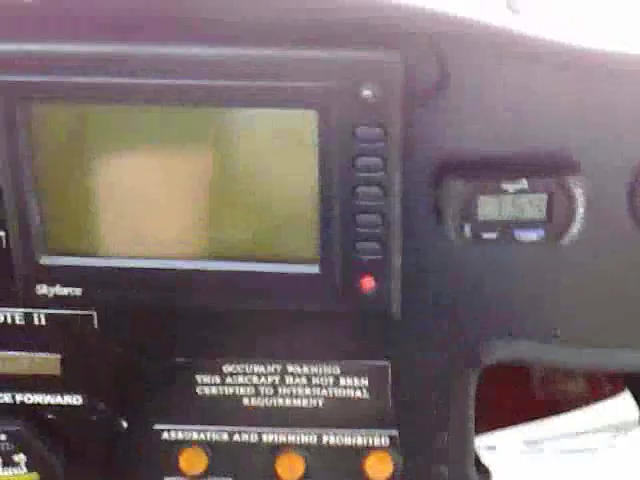 Skyforce
OTE II
CE FORWARD
OCCUPANT WARNING
THIS AIRCRAFT HAS NOT BEEN
CERTIFIED TO INTERNATIONAL
REQUIREMENT
AEROBATICS AND SPINNING PROHIBITED